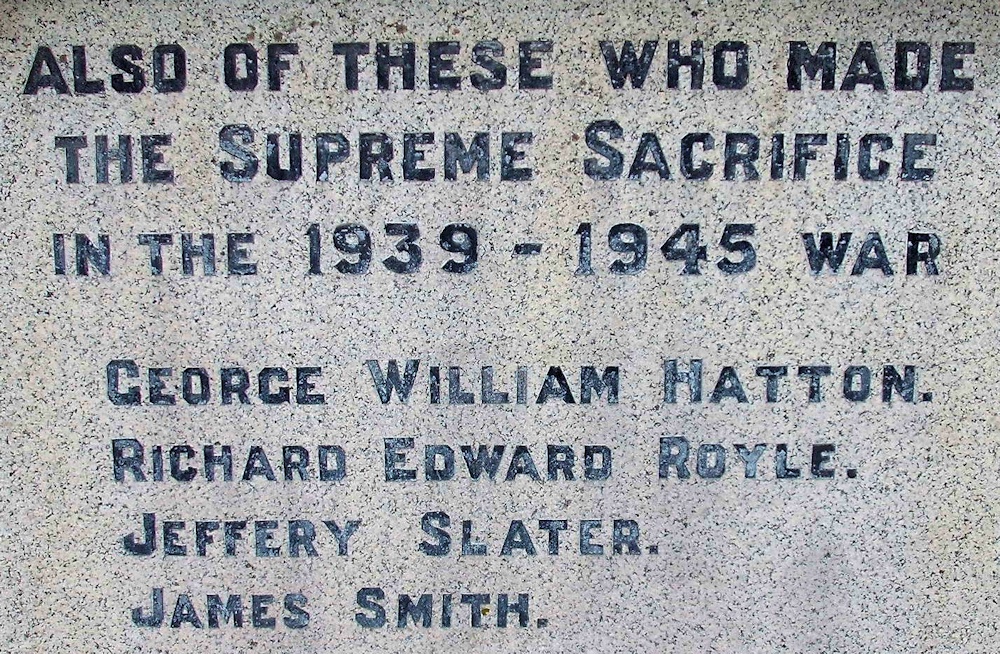 ALSO OF THESE WHO MADE
THE SUPREME SACRIFICE
IN THE 1939 - 1945 WAR
GEORGE WILLIAM HATTON.
RICHARD EDWARD ROYLE.
JEFFERY SLATER.
JAMES SMITH.